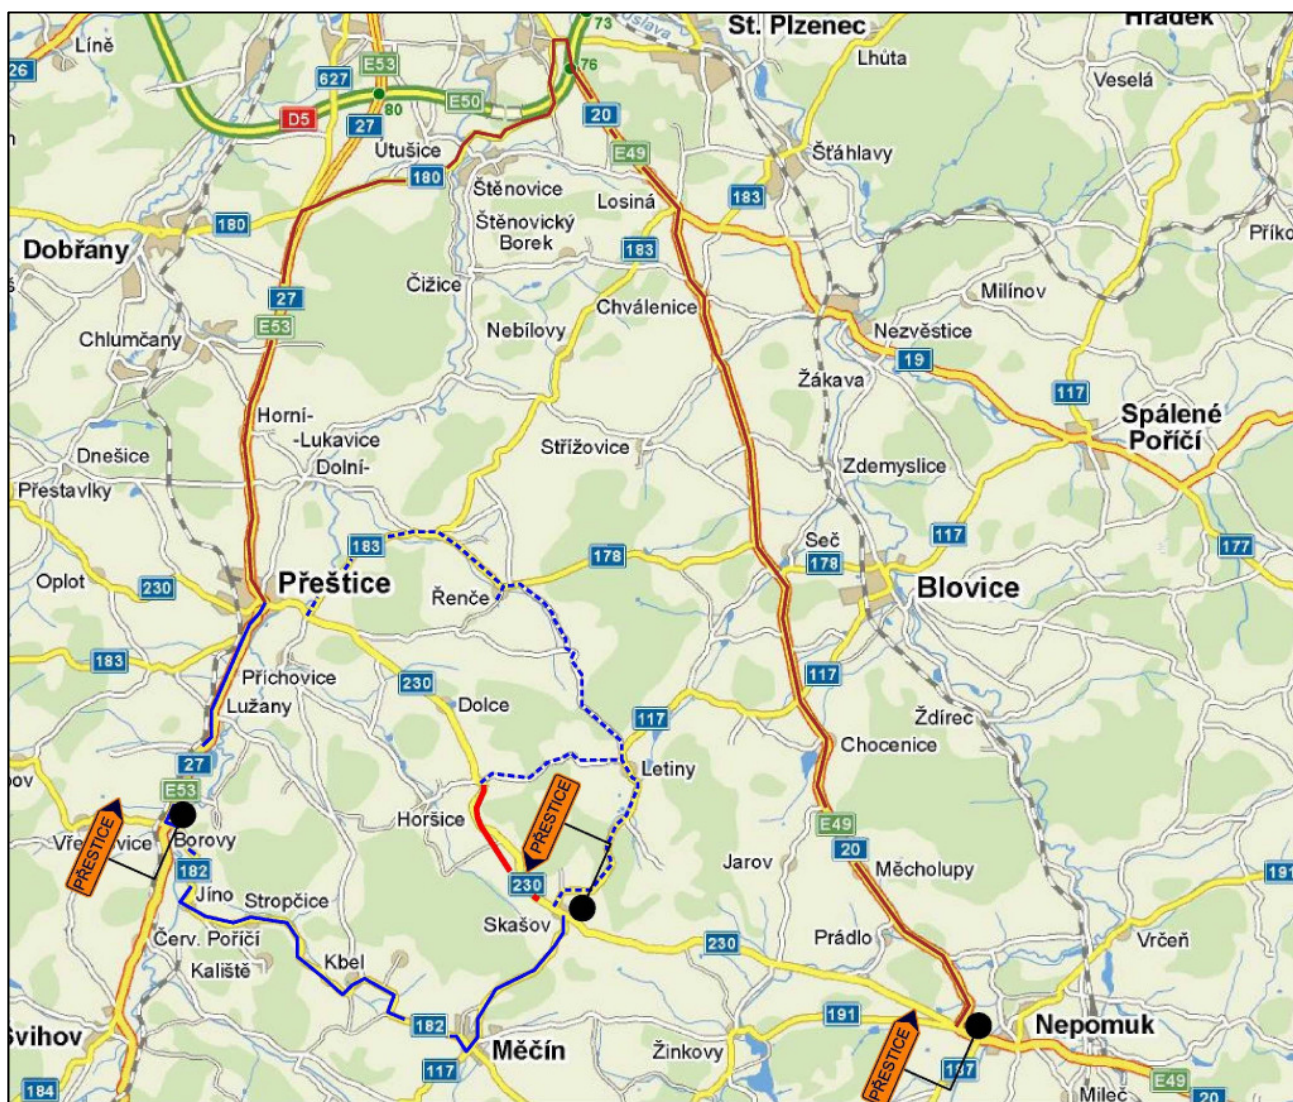 Líně
26
627
E53
73
76
St. Plzenec
Hrádek
Lhůta
Veselá
D5
80
E50
27
20
Útušice
180
E49
Šťáhlavy
Štěnovice
Losiná
183
180
Štěnovický
Borek
183
Dobřany
Čižice
27
Chválenice
Milínov
E53
Nebílovy
Nezvěstice
Chlumčany
19
Žákava
117
Horní-
-Lukavice
Dolní-
Střížovice
Spálené
Poříčí
Dnešice
Zdemyslice
Přestavlky
183
178
Seč
178
117
177
Oplot
230
Přeštice
Řenče
Blovice
183
Příchovice
230
117
Lužany
Dolce
117
Ždírec
Chocenice
27
Letiny
E53
Horšice
PŘESTICE
E49
PŘESTICE
Borovy
20
Jarov
Měcholupy
182
230
191
Jíno
Stropčice
Skašov
Červ. Poříčí
230
Prádlo
Vrčeň
Kaliště
Kbel
Švihov
182
Měčín
191
Nepomuk
Žinkovy
117
PŘESTICE
187
184
E49
Mileč
20